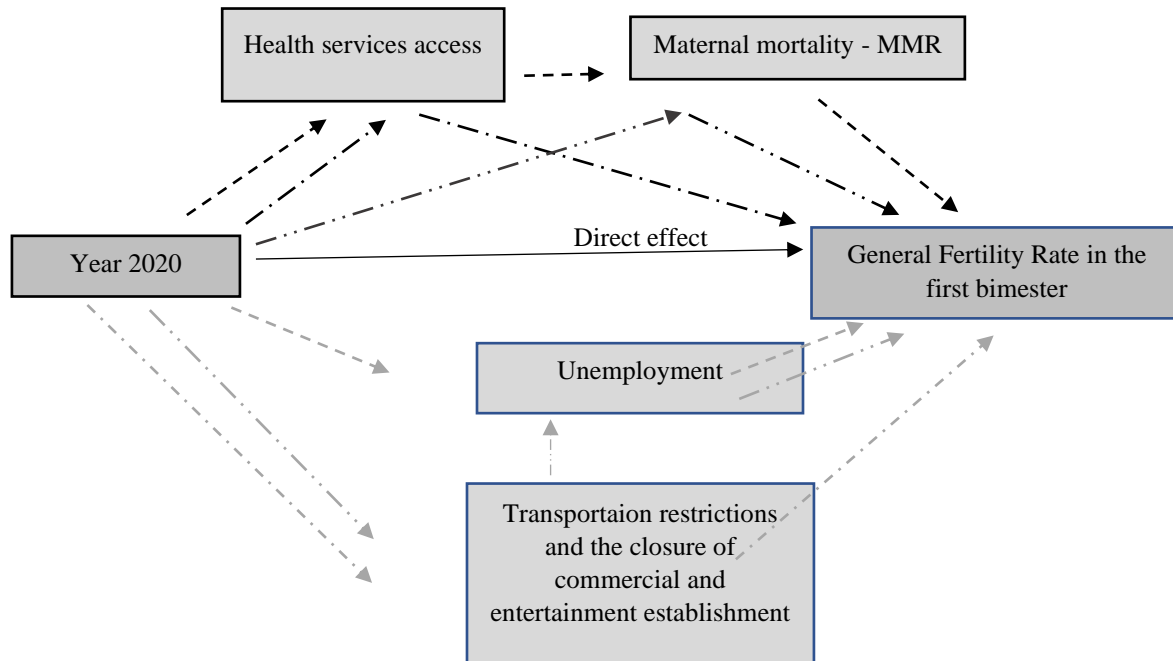 Health services access
Maternal mortality - MMR
Year 2020
Direct effect
General Fertility Rate in the
first bimester
Unemployment
Transportaion restrictions
and the closure of
commercial and
entertainment establishment